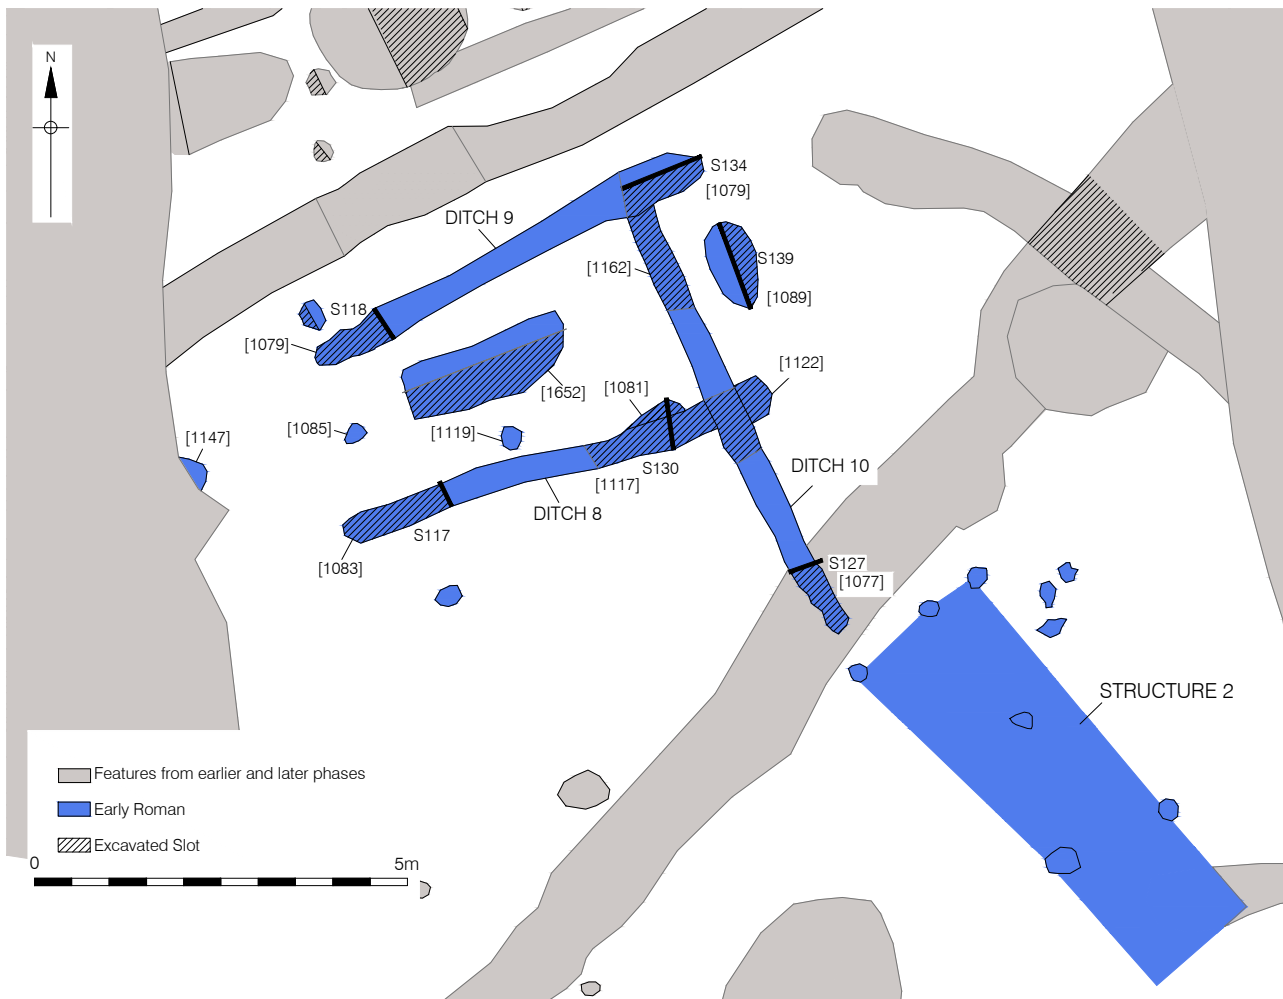 N
S134
[1079]
DITCH 9
S139
[1162]
[1089]
S118
[1079]
[1122]
[1081]
[1652]
[1085]
[1119]
[1147]
DITCH 10
S130
[1117]
DITCH 8
S117
[1083]
S127
[1077]
STRUCTURE 2
Features from earlier and later phases
Early Roman
Excavated Slot
0 5m